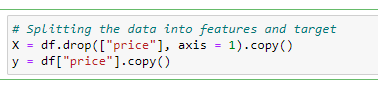 # Splitting the data into features and target
X = df.drop(["price"], axis = 1).copy()
y = df["price"].copy()